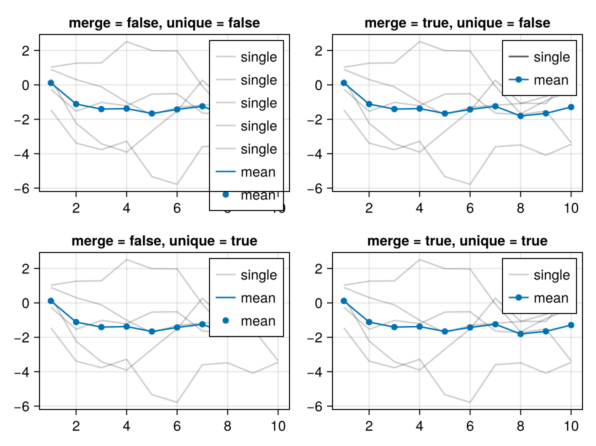 merge = false, unique = false
2
0
−2
−4
−6
2
4
6
10
single
single
single
single
single
mean
mean
merge = true, unique = false
2
0
−2
−4
−6
2
4
6
8
10
single
mean
merge = false, unique = true
2
0
−2
−4
−6
2
4
6
8
10
single
mean
mean
merge = true, unique = true
2
0
−2
−4
−6
2
4
6
8
10
single
mean